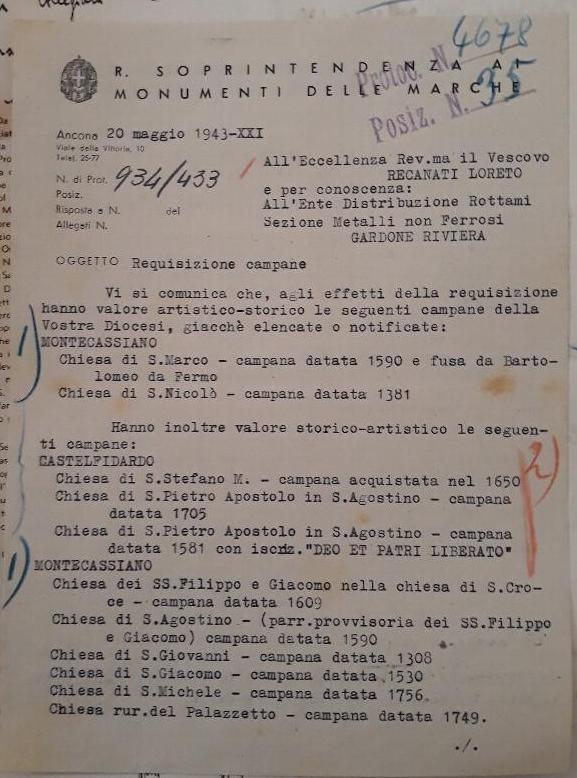 4678
35
Protoc. N.
Posiz. N.
R. SOPRINTENDENZA AI
MONUMENTI DELLE MARCHE
Ancona 20 maggio 1943-XXI
Viale della Vittoria, 10
Telef. 25-77
N. di Prot. 934/433
Posiz.
Risposta a N. del
Allegati N.
All'Eccellenza Rev.ma il Vescovo
RECANATI LORETO
e per conoscenza:
All'Ente Distribuzione Rottami
Sezione Metalli non Ferrosi
GARDONE RIVIERA
OGGETTO Requisizione campane
Vi si comunica che, agli effetti della requisizione
hanno valore artistico-storico le seguenti campane della
Vostra Diocesi, giacchè elencate o notificate:
1)
MONTECASSIANO
Chiesa di S.Marco - campana datata 1590 e fusa da Barto-
lomeo da Fermo
Chiesa di S.Nicolò - campana datata 1381
Hanno inoltre valore storico-artistico le seguen-
ti campane:
CASTELFIDARDO
2)
Chiesa di S.Stefano M. - campana acquistata nel 1650
Chiesa di S.Pietro Apostolo in S.Agostino - campana
datata 1705
Chiesa di S.Pietro Apostolo in S.Agostino - campana
datata 1581 con iscriz."DEO ET PATRI LIBERATO"
1)
MONTECASSIANO
Chiesa dei SS.Filippo e Giacomo nella chiesa di S.Cro-
ce - campana datata 1609
Chiesa di S.Agostino - (parr.provvisoria dei SS.Filippo
e Giacomo) campana datata 1590
Chiesa di S.Giovanni - campana datata 1308
Chiesa di S.Giacomo - campana datata 1530
Chiesa di S.Michele - campana datata 1756
Chiesa rur.del Palazzetto - campana datata 1749.
./.